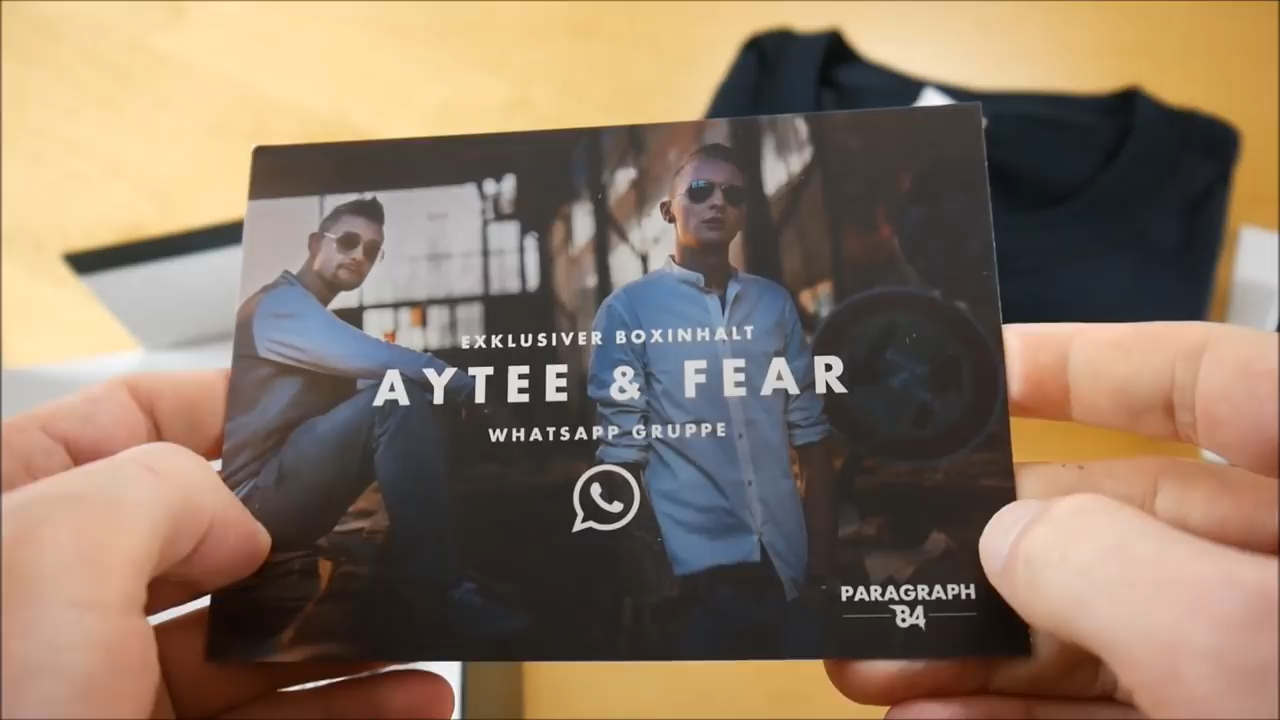 EXKLUSIVER BOXINHALT
AYTEE & FEAR
WHATSAPP GRUPPE
PARAGRAPH
84